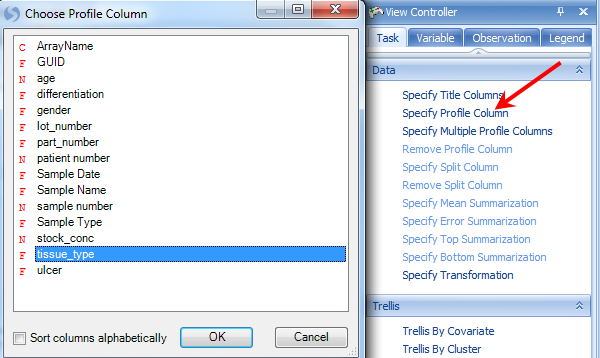 Choose Profile Column
C ArrayName
F GUID
N age
F differentiation
F gender
F lot_number
F part_number
N patient number
F Sample Date
F Sample Name
N sample number
F Sample Type
N stock_conc
F tissue_type
F ulcer
Sort columns alphabetically
OK
Cancel
View Controller
Task
Variable
Observation
Legend
Data
Specify Title Columns
Specify Profile Column
Specify Multiple Profile Columns
Remove Profile Column
Specify Split Column
Remove Split Column
Specify Mean Summarization
Specify Error Summarization
Specify Top Summarization
Specify Bottom Summarization
Specify Transformation
Trellis
Trellis By Covariate
Trellis By Cluster